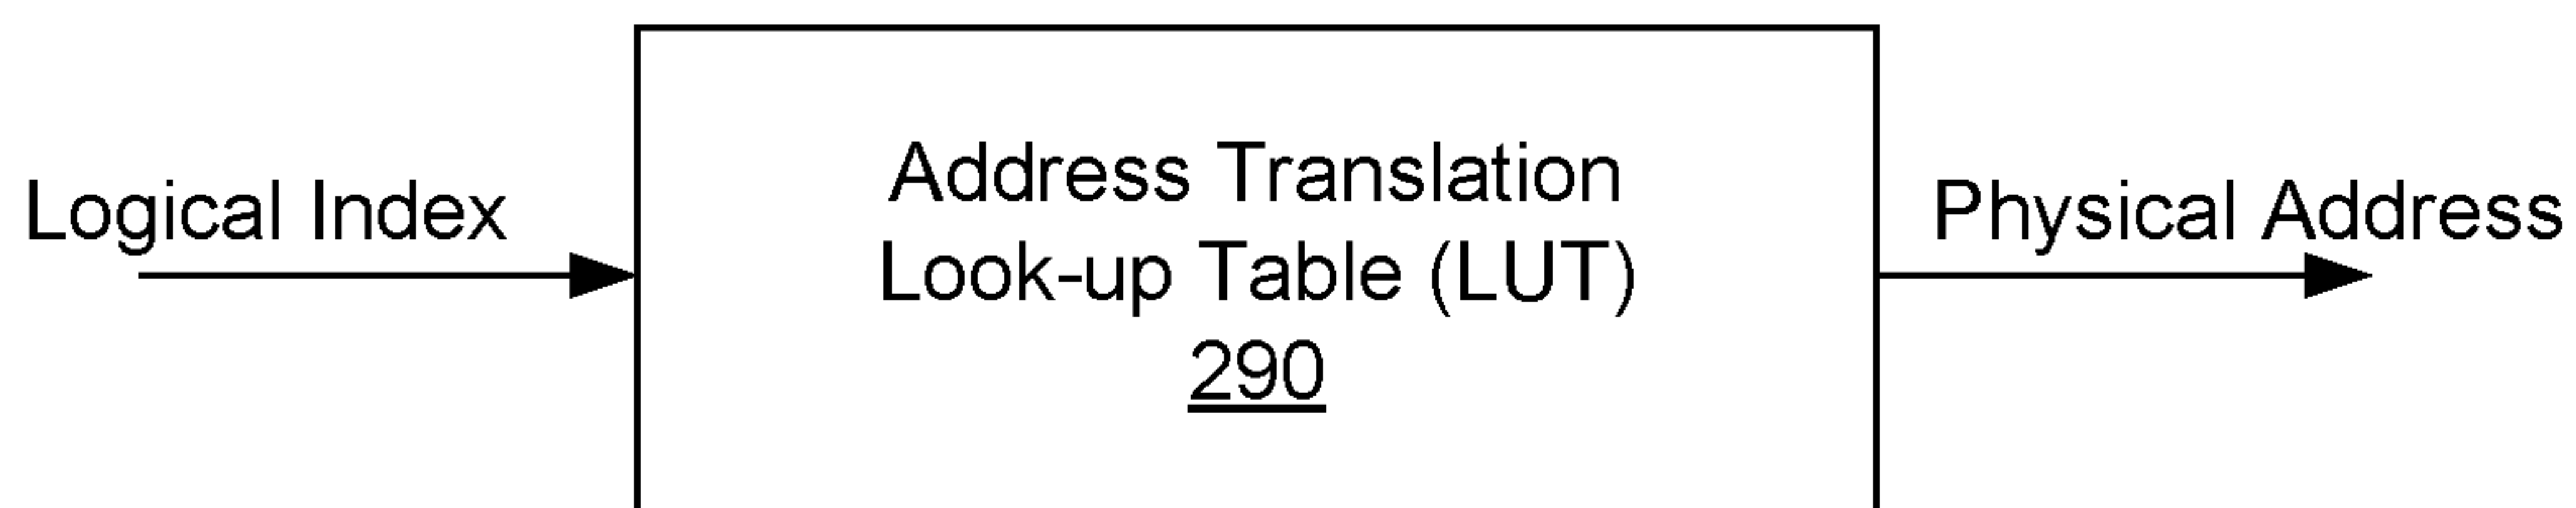 Logical Index
Address Translation
Look-up Table (LUT)
290
Physical Address